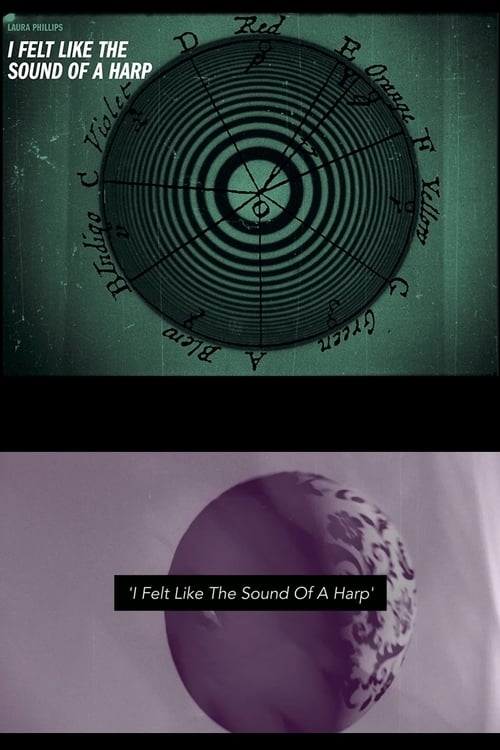 LAURA PHILLIPS
I FELT LIKE THE
SOUND OF A HARP
D
Red
E
Orange
F
Yellow
G
Green
A
Blew
B
Indigo
C
Violet
O
'I Felt Like The Sound Of A Harp'